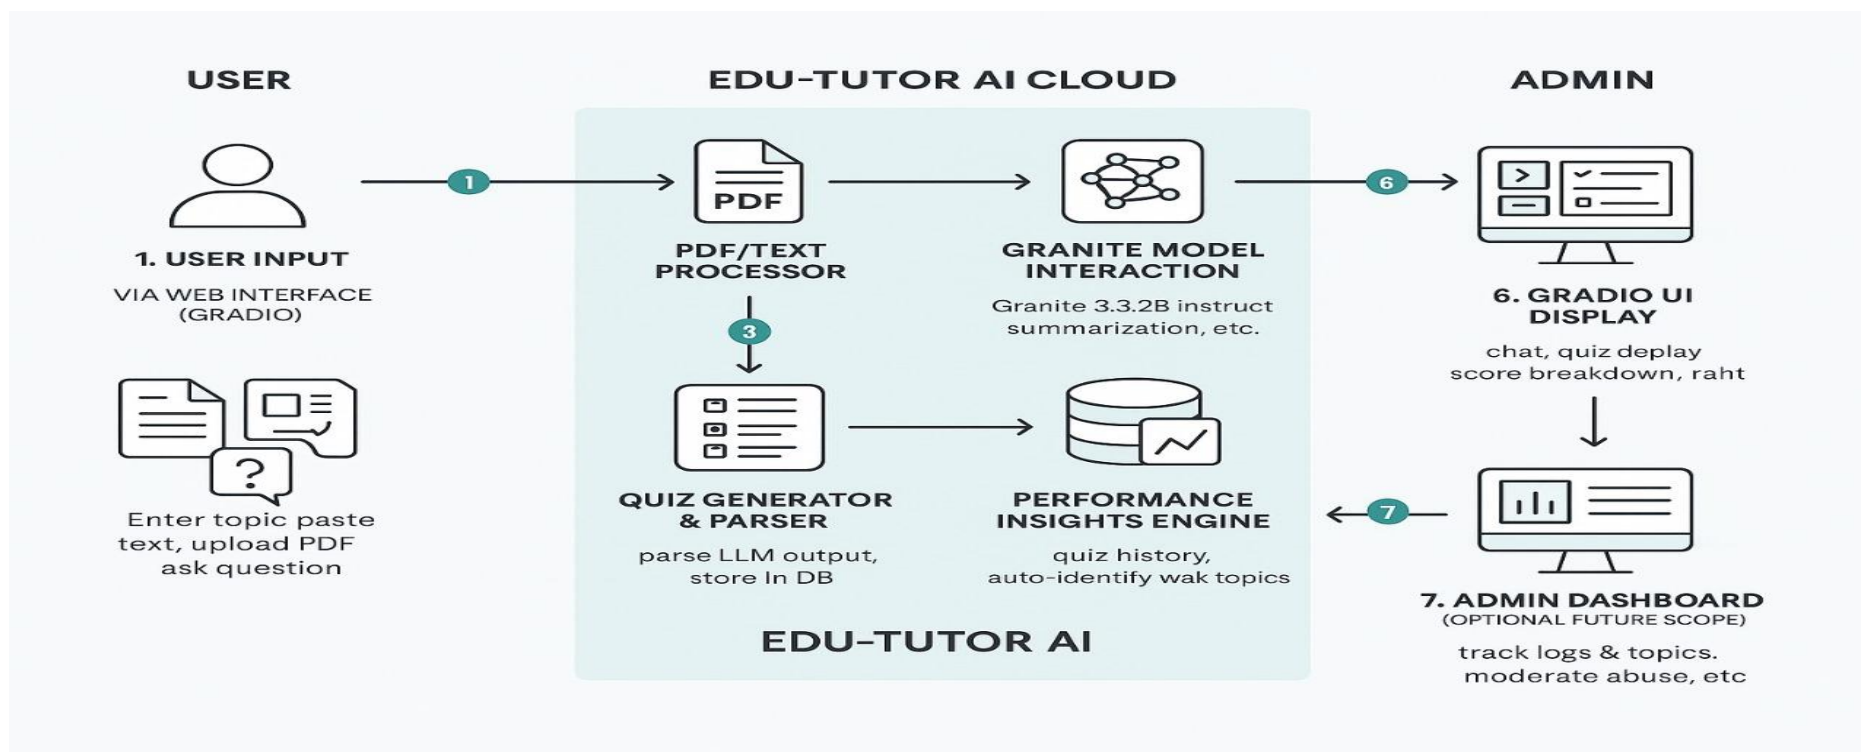 USER
EDU-TUTOR AI CLOUD
ADMIN
1
PDF
6
1. USER INPUT
VIA WEB INTERFACE
(GRADIO)
PDF/TEXT
PROCESSOR
GRANITE MODEL
INTERACTION
Granite 3.3.2B instruct
summarization, etc.
6. GRADIO UI
DISPLAY
chat, quiz deplay
score breakdown, raht
3
?
Enter topic paste
text, upload PDF
ask question
QUIZ GENERATOR
& PARSER
parse LLM output,
store In DB
PERFORMANCE
INSIGHTS ENGINE
quiz history,
auto-identify wak topics
7
7. ADMIN DASHBOARD
(OPTIONAL FUTURE SCOPE)
track logs & topics.
moderate abuse, etc
EDU-TUTOR AI